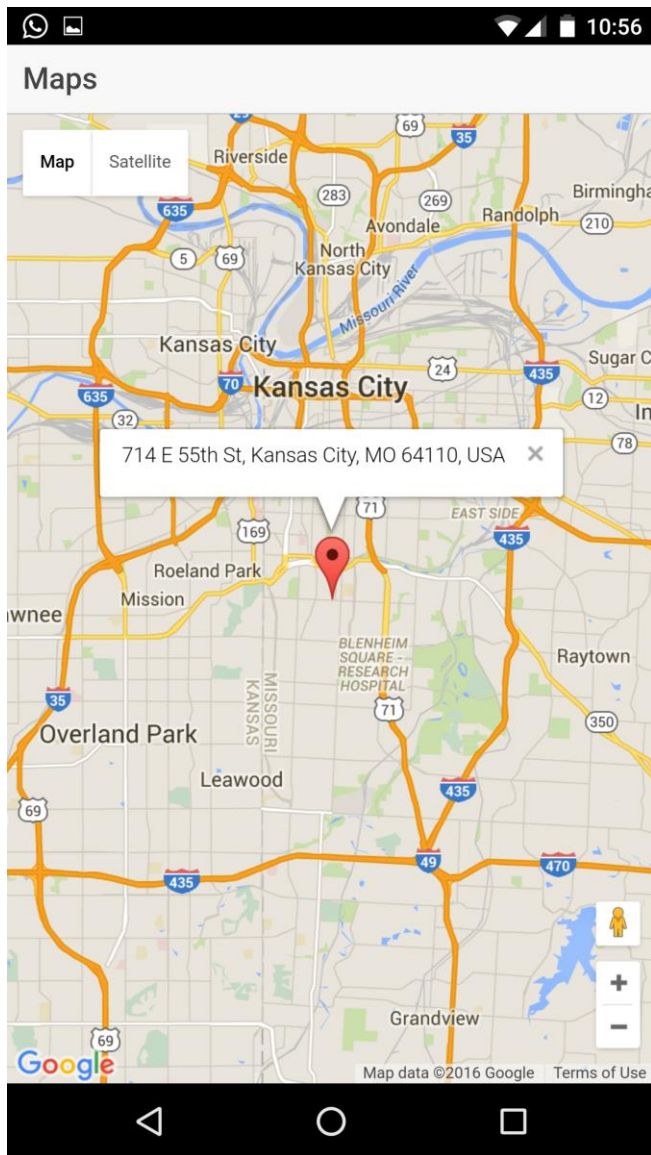 10:56
Maps
Map
Satellite
29
69
35
Riverside
283
269
Birmingha
635
Avondale
Randolph
210
5
69
North
Kansas City
Missouri River
Kansas City
Sugar C
24
435
70
Kansas City
635
12
32
In
78
714 E 55th St, Kansas City, MO 64110, USA
71
EAST SIDE
169
435
Roeland Park
Mission
wnee
BLENHEIM
SQUARE -
RESEARCH
HOSPITAL
Raytown
MISSOURI
KANSAS
35
71
350
Overland Park
Leawood
435
69
49
470
435
Grandview
69
Google
Map data ©2016 Google
Terms of Use